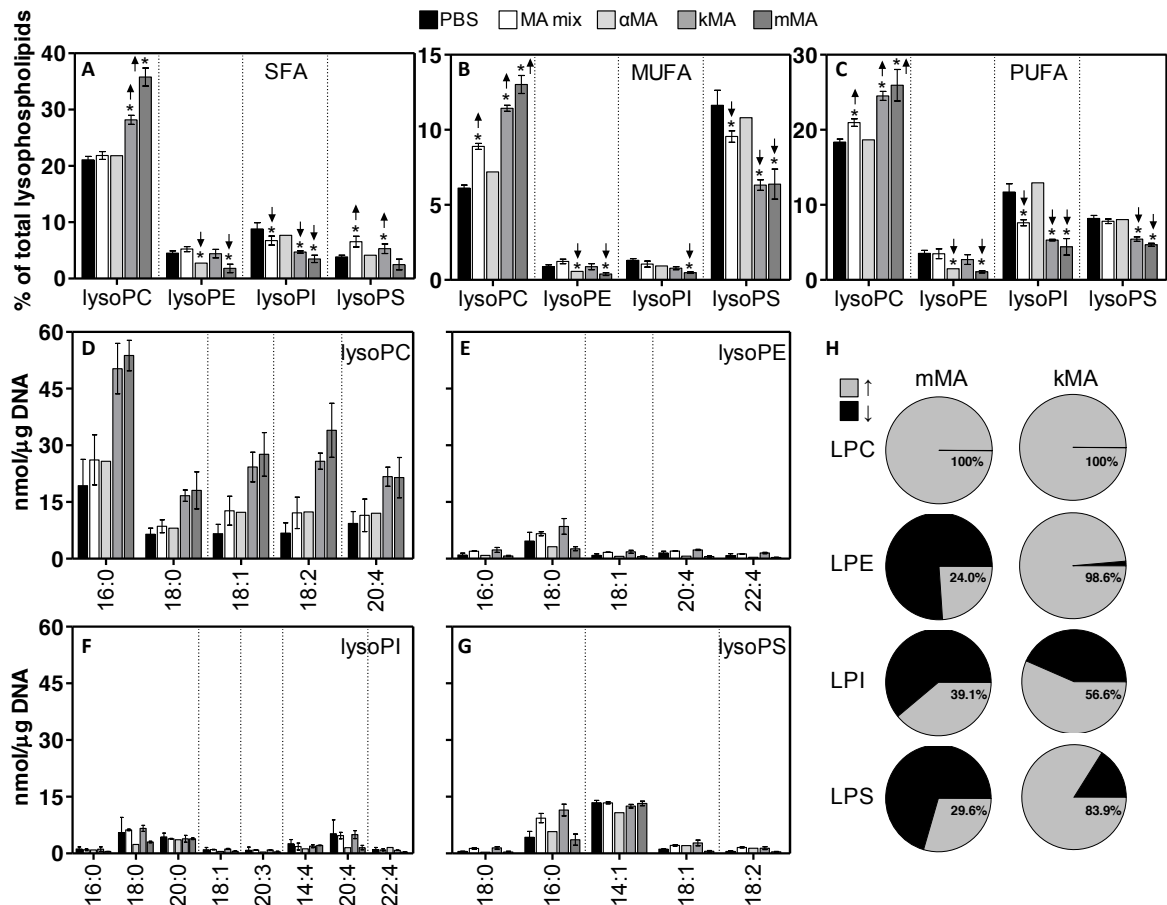 PBS MA mix αMA kMA mMA
% of total lysophospholipids
A SFA
40
30
20
10
0
↑ ↑ * *
↓ * ↓ *
↓ * ↓ * ↓ *
↑ * ↑ *
lysoPC lysoPE lysoPI lysoPS
B MUFA
15
10
5
0
↑ * ↑ * * ↑
↓ * ↓ *
↓ *
↓ * ↓ * ↓ *
lysoPC lysoPE lysoPI lysoPS
C PUFA
30
20
10
0
↑ * ↑ * * ↑
↓ * ↓ *
↓ * ↓ * ↓ *
↓ * ↓ *
lysoPC lysoPE lysoPI lysoPS
nmol/µg DNA
D lysoPC
60
45
30
15
0
16:0 18:0 18:1 18:2 20:4
E lysoPE
16:0 18:0 18:1 20:4 22:4
nmol/µg DNA
F lysoPI
60
45
30
15
0
16:0 18:0 20:0 18:1 20:3 14:4 20:4 22:4
G lysoPS
18:0 16:0 14:1 18:1 18:2
H
↑
↓
mMA kMA
LPC 100% 100%
LPE 24.0% 98.6%
LPI 39.1% 56.6%
LPS 29.6% 83.9%